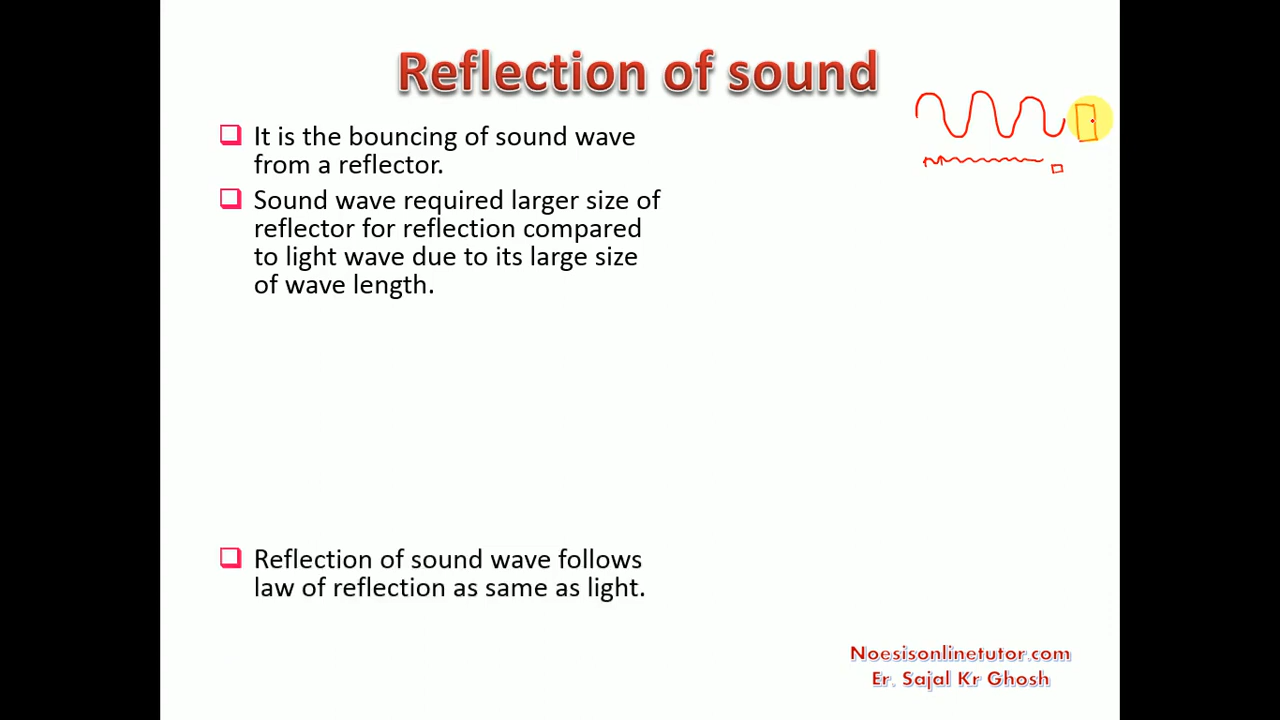 Reflection of sound
It is the bouncing of sound wave
from a reflector.
Sound wave required larger size of
reflector for reflection compared
to light wave due to its large size
of wave length.
Reflection of sound wave follows
law of reflection as same as light.
Noesisonlinetutor.com
Er. Sajal Kr Ghosh